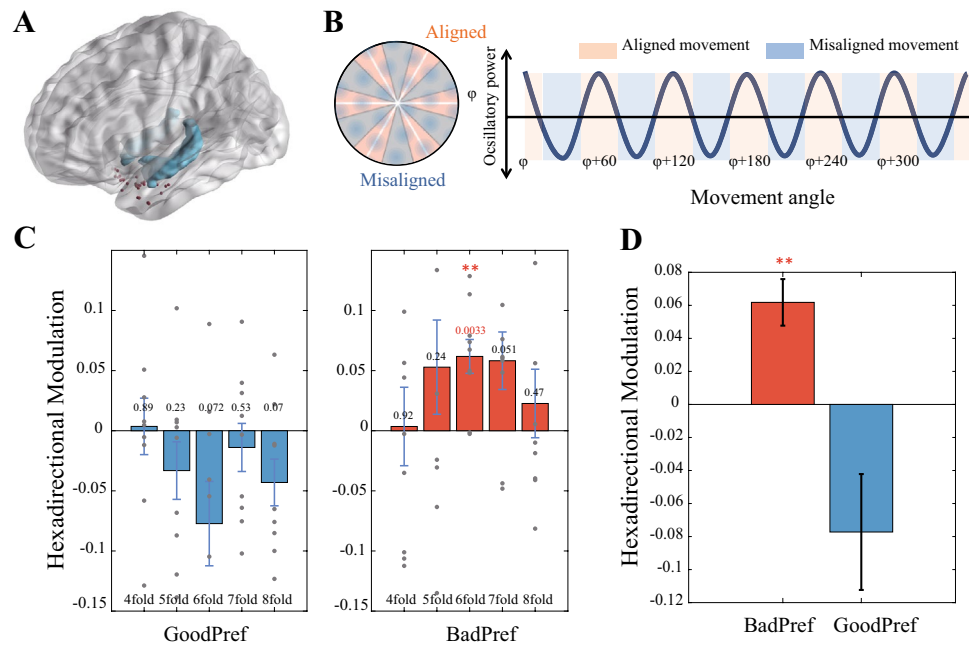 A
B
Aligned
φ
Misaligned
Ocsillatory power
Aligned movement
Misaligned movement
φ
φ+60
φ+120
φ+180
φ+240
φ+300
Movement angle
C
Hexadirectional Modulation
0.1
0.05
0
-0.05
-0.1
-0.15
0.89
0.23
0.072
0.53
0.07
4fold
5fold
6fold
7fold
8fold
GoodPref
0.1
0.05
0
-0.05
-0.1
-0.15
**
0.92
0.24
0.0033
0.051
0.47
4fold
5fold
6fold
7fold
8fold
BadPref
D
Hexadirectional Modulation
0.08
0.06
0.04
0.02
0
-0.02
-0.04
-0.06
-0.08
-0.1
-0.12
**
BadPref
GoodPref